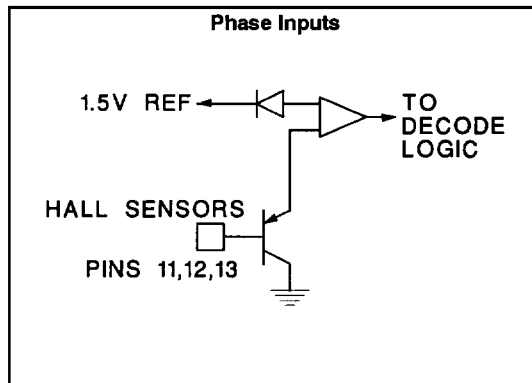 Phase Inputs
1.5V REF
TO
DECODE
LOGIC
HALL SENSORS
PINS 11,12,13